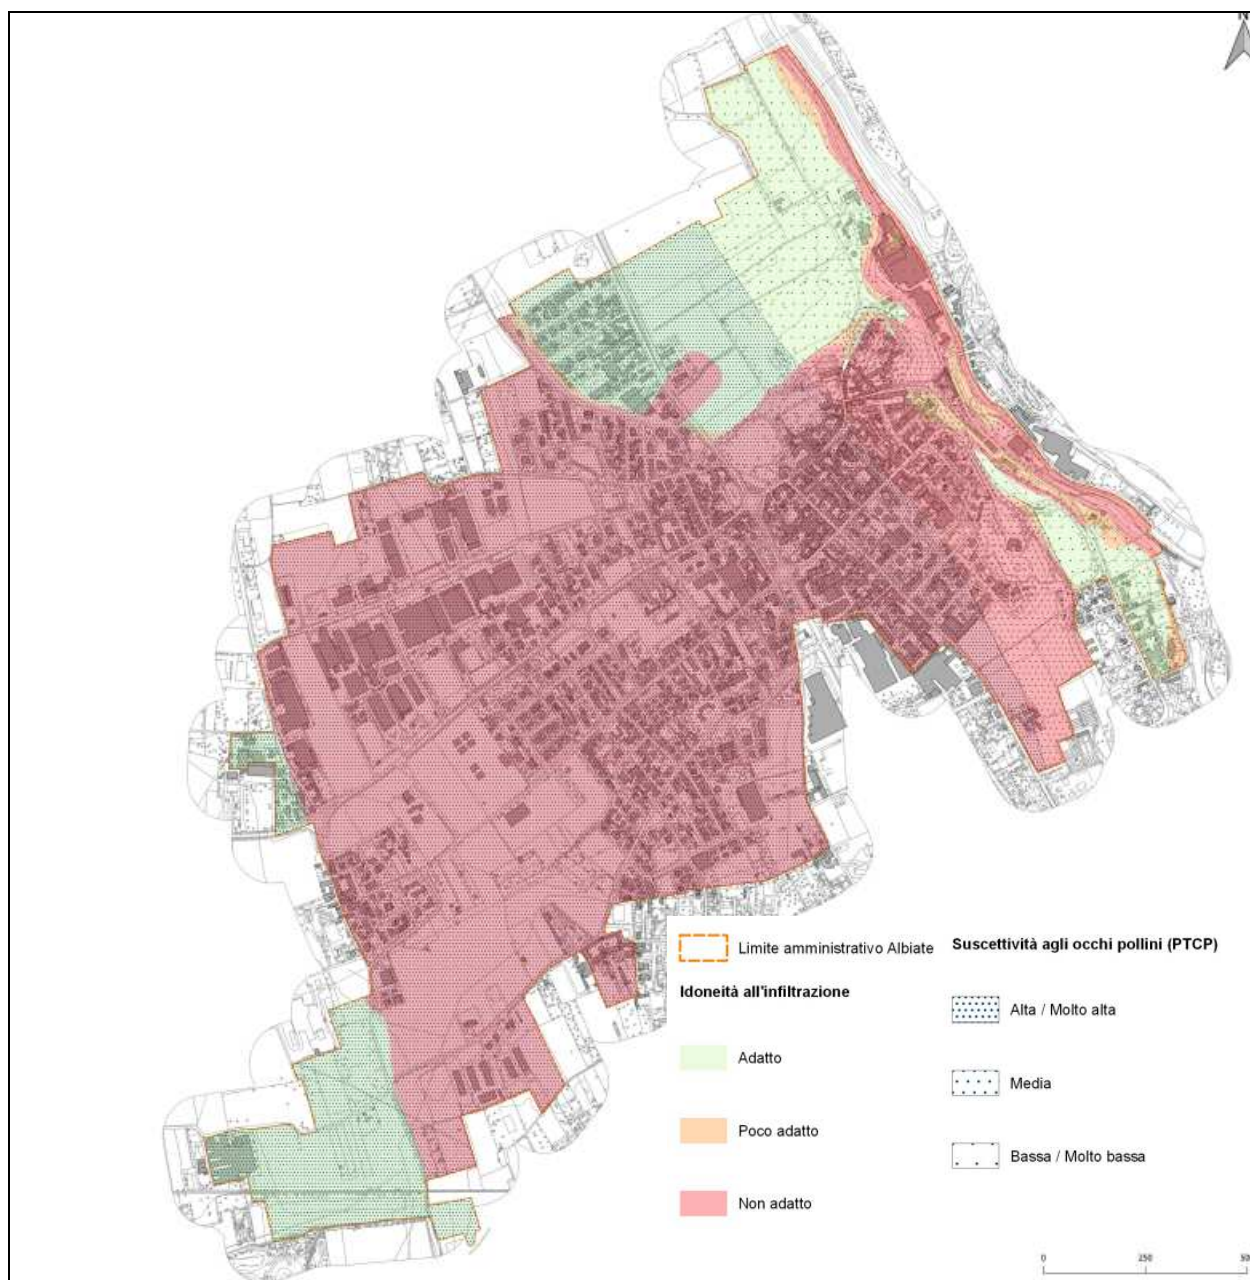 N
Limite amministrativo Albiate
Idoneità all'infiltrazione
Adatto
Poco adatto
Non adatto
Suscettività agli occhi pollini (PTCP)
Alta / Molto alta
Media
Bassa / Molto bassa
0 250